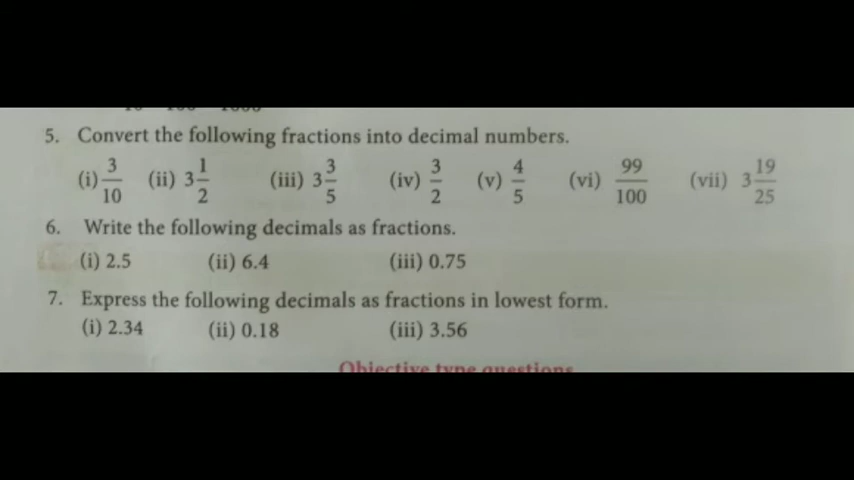 5. Convert the following fractions into decimal numbers.
(i) 3/10 (ii) 3 1/2 (iii) 3 3/5 (iv) 3/2 (v) 4/5 (vi) 99/100 (vii) 3 19/25
6. Write the following decimals as fractions.
(i) 2.5 (ii) 6.4 (iii) 0.75
7. Express the following decimals as fractions in lowest form.
(i) 2.34 (ii) 0.18 (iii) 3.56
Objective type questions